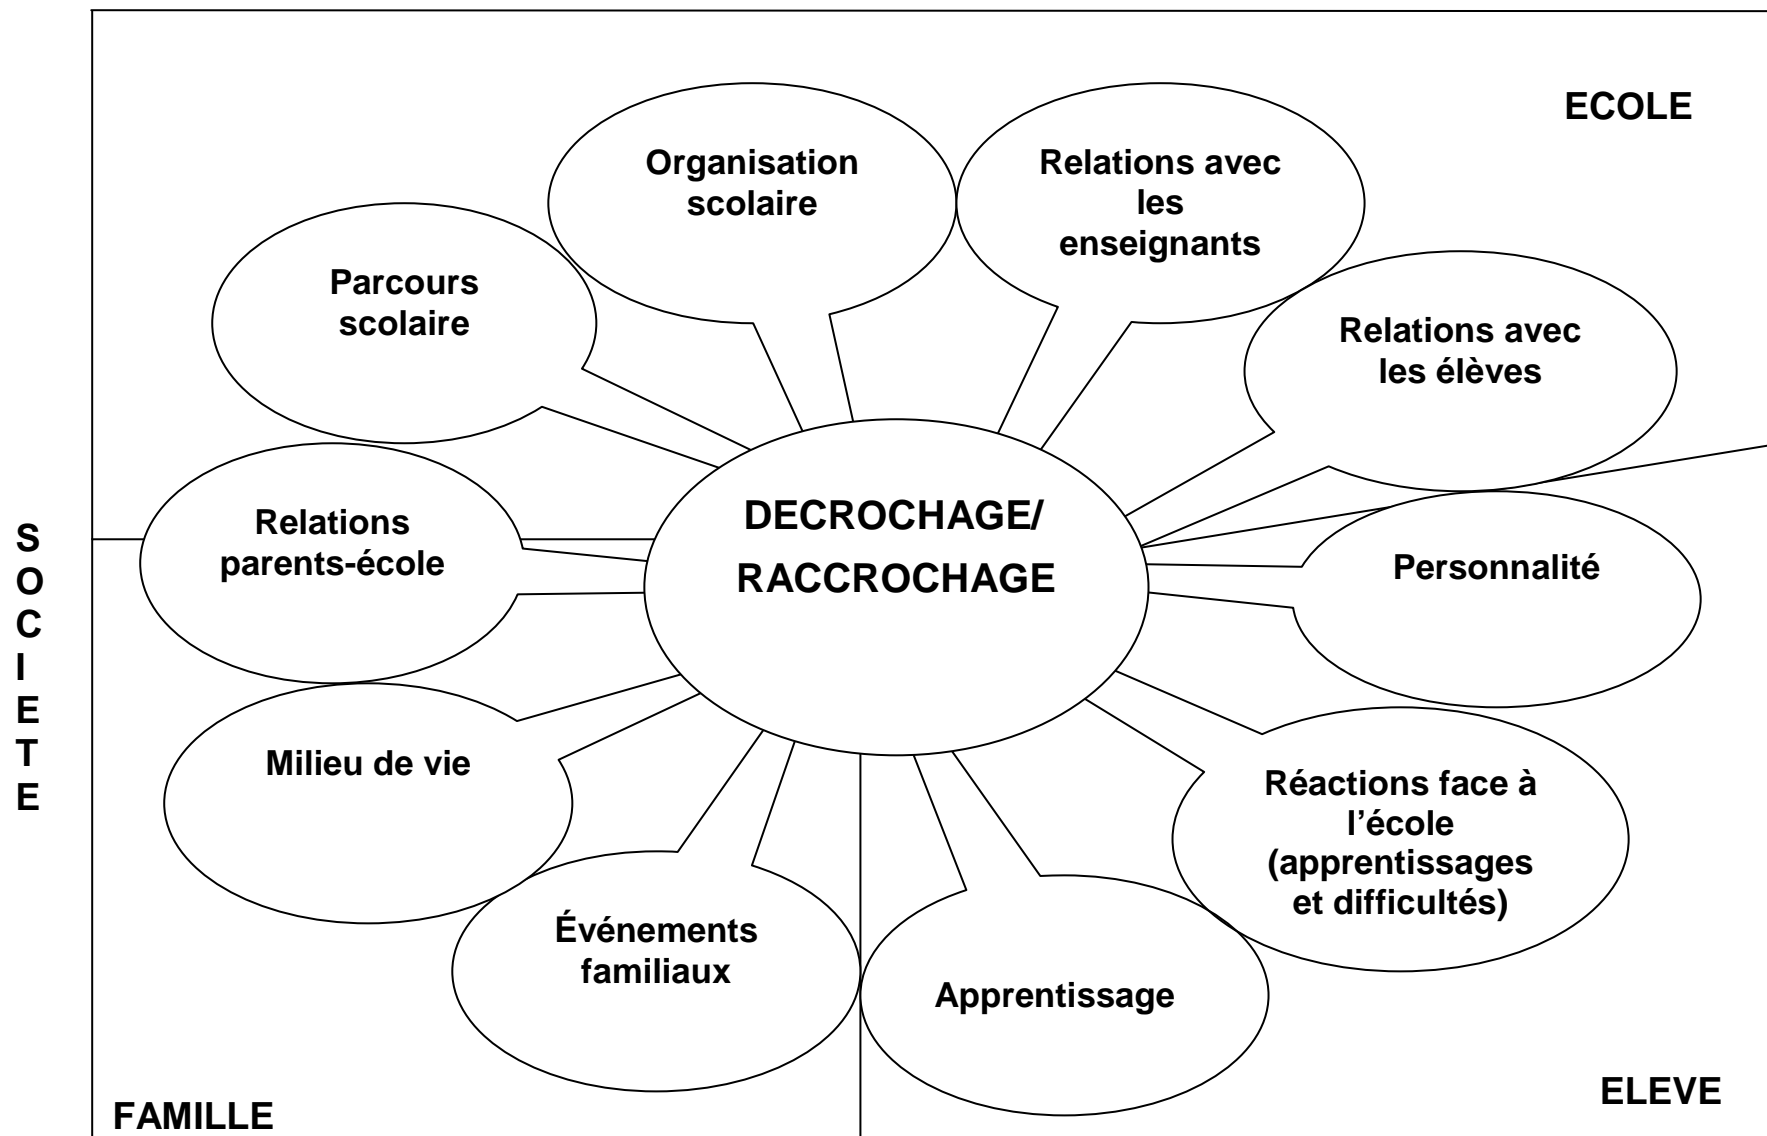 ECOLE
Organisation
scolaire
Relations avec
les
enseignants
Parcours
scolaire
Relations avec
les élèves
DECROCHAGE/
RACCROCHAGE
Relations
parents-école
Personnalité
S
O
C
I
E
T
E
Milieu de vie
Réactions face à
l’école
(apprentissages
et difficultés)
Événements
familiaux
Apprentissage
ELEVE
FAMILLE